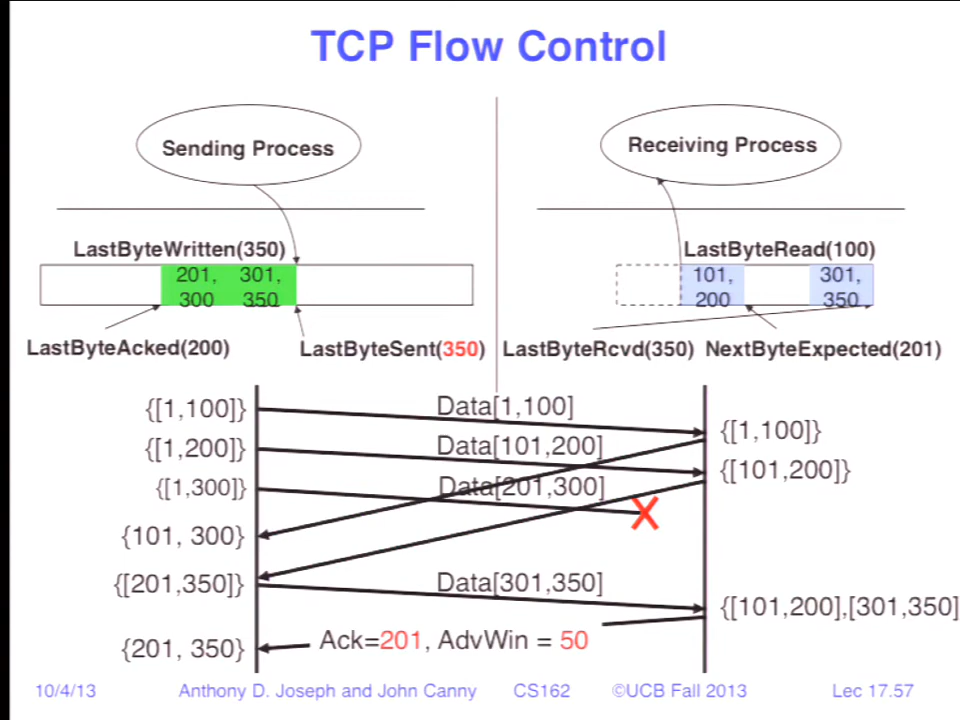 TCP Flow Control
Sending Process
Receiving Process
LastByteWritten(350)
LastByteRead(100)
201, 301,
300 350
101, 301,
200 350
LastByteAcked(200)
LastByteSent(350)
LastByteRcvd(350)
NextByteExpected(201)
{[1,100]}
Data[1,100]
{[1,100]}
{[1,200]}
Data[101,200]
{[101,200]}
{[1,300]}
Data[201,300]
{101, 300}
{[201,350]}
Data[301,350]
{[101,200],[301,350]
{201, 350}
Ack=201, AdvWin = 50
10/4/13
Anthony D. Joseph and John Canny
CS162
©UCB Fall 2013
Lec 17.57